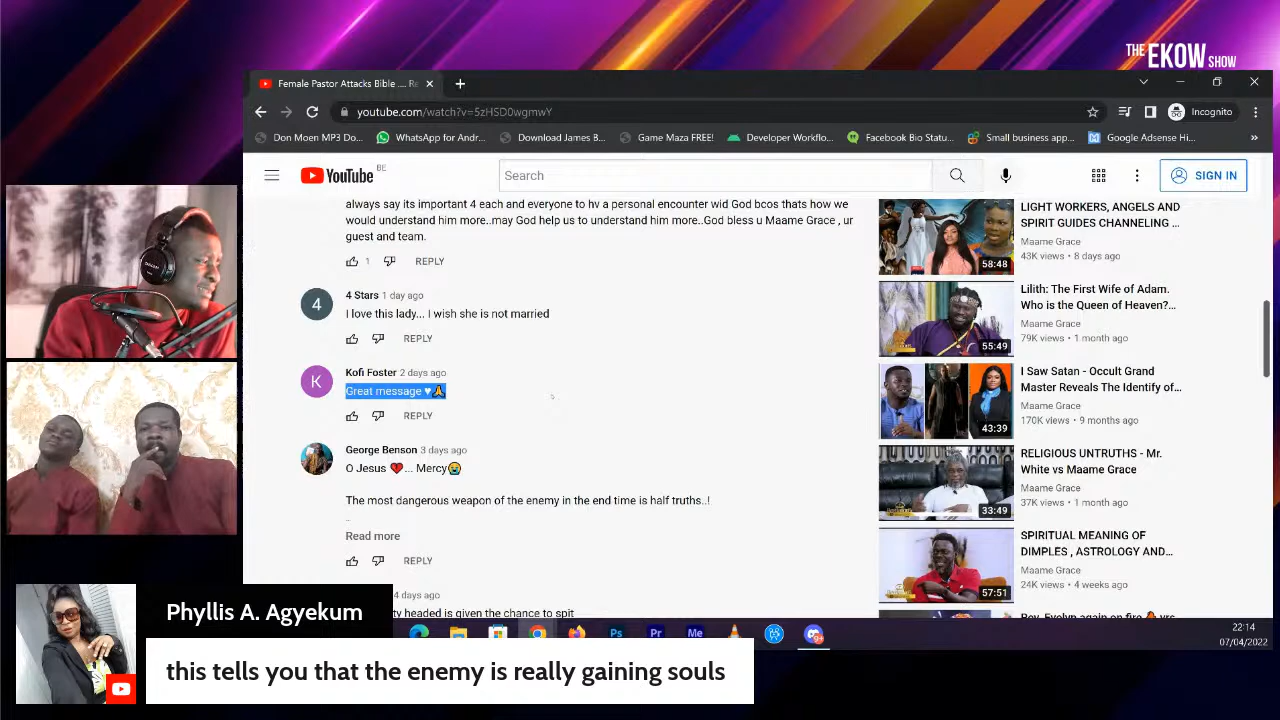 THE EKOW SHOW
Female Pastor Attacks Bible .... Re
youtube.com/watch?v=5zHSD0wgmwY
Incognito
Don Moen MP3 Do...
WhatsApp for Andr...
Download James B...
Game Maza FREE!
Developer Workflo...
Facebook Bio Statu...
Small business app...
Google Adsense Hi...
YouTube BE
Search
SIGN IN
always say its important 4 each and everyone to hv a personal encounter wid God bcos thats how we
would understand him more..may God help us to understand him more..God bless u Maame Grace , ur
guest and team.
1 REPLY
4
4 Stars 1 day ago
I love this lady... I wish she is not married
REPLY
K
Kofi Foster 2 days ago
Great message ♥🙏
REPLY
George Benson 3 days ago
O Jesus 💔... Mercy😭
The most dangerous weapon of the enemy in the end time is half truths..!
..
Read more
REPLY
4 days ago
headed is given the chance to spit
LIGHT WORKERS, ANGELS AND
SPIRIT GUIDES CHANNELING ...
Maame Grace
43K views • 8 days ago
58:48
Lilith: The First Wife of Adam.
Who is the Queen of Heaven?...
Maame Grace
79K views • 1 month ago
55:49
I Saw Satan - Occult Grand
Master Reveals The Identify of...
Maame Grace
170K views • 9 months ago
43:39
RELIGIOUS UNTRUTHS - Mr.
White vs Maame Grace
Maame Grace
37K views • 1 month ago
33:49
SPIRITUAL MEANING OF
DIMPLES , ASTROLOGY AND...
Maame Grace
24K views • 4 weeks ago
57:51
Ps
Pr
Me
22:14
07/04/2022
Phyllis A. Agyekum
this tells you that the enemy is really gaining souls